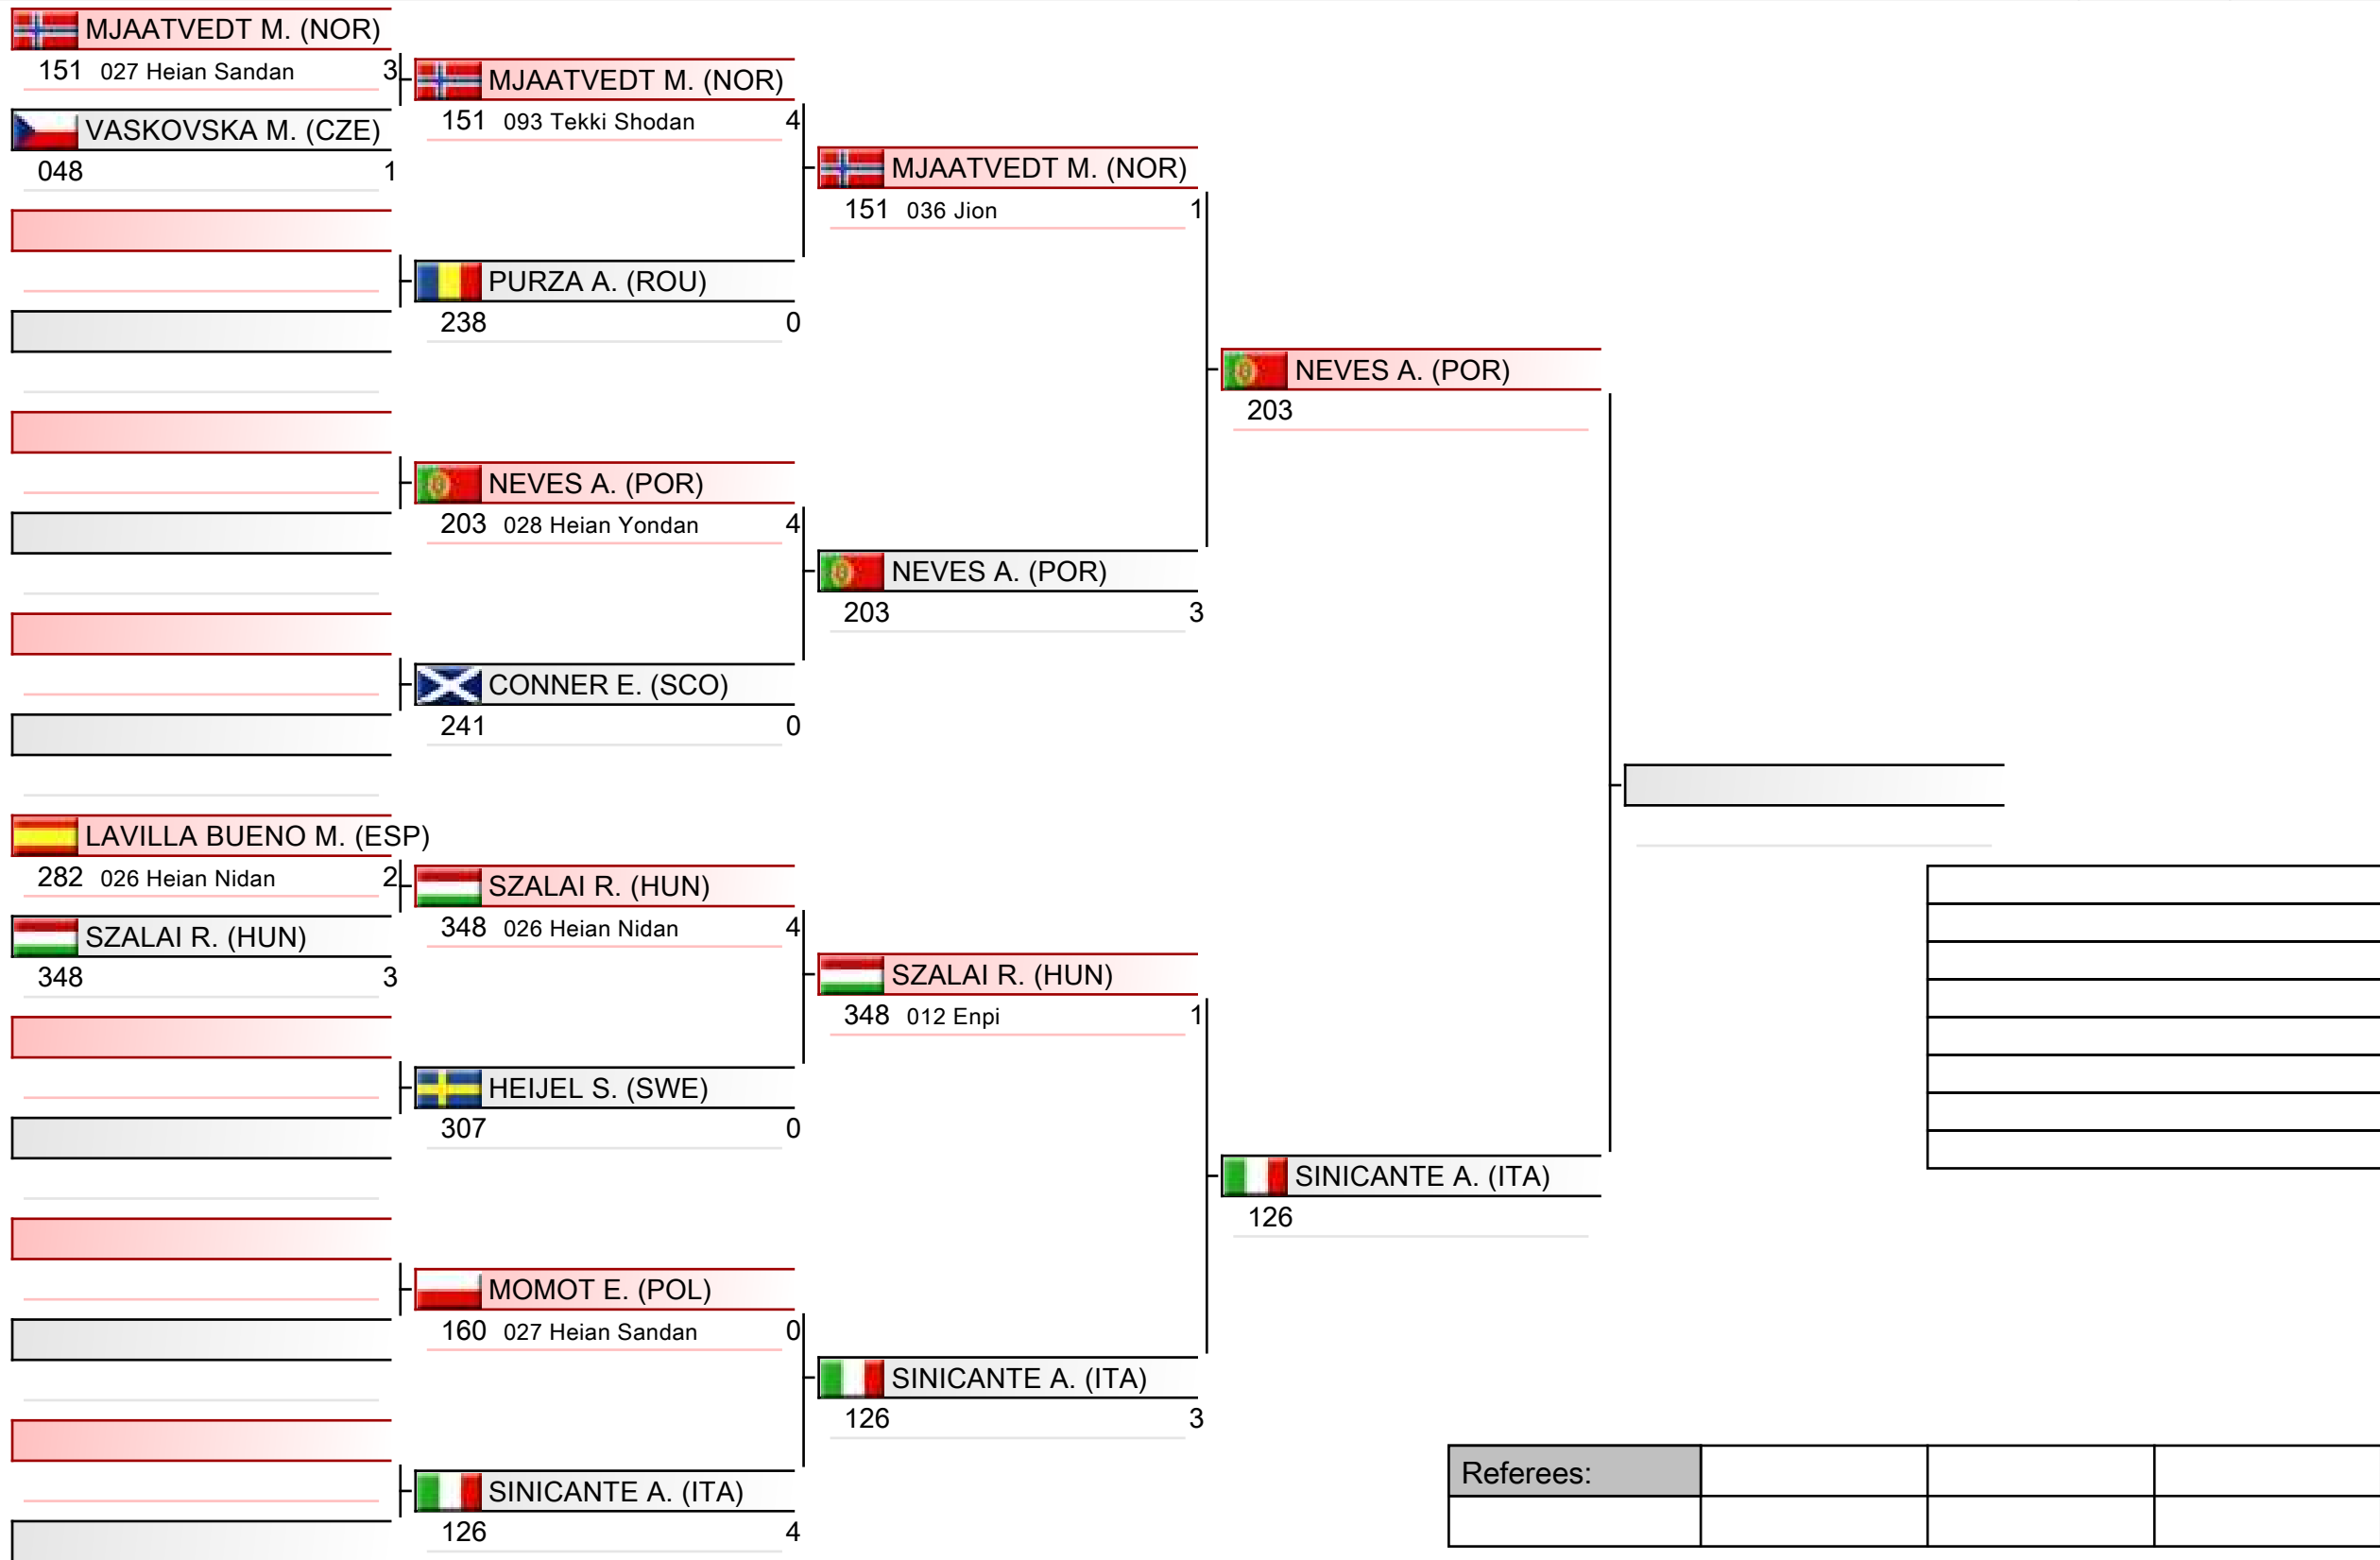 MJAATVEDT M. (NOR)
151 027 Heian Sandan 3
VASKOVSKA M. (CZE)
048 1
LAVILLA BUENO M. (ESP)
282 026 Heian Nidan 2
SZALAI R. (HUN)
348 3
MJAATVEDT M. (NOR)
151 093 Tekki Shodan 4
PURZA A. (ROU)
238 0
NEVES A. (POR)
203 028 Heian Yondan 4
CONNER E. (SCO)
241 0
SZALAI R. (HUN)
348 026 Heian Nidan 4
HEIJEL S. (SWE)
307 0
MOMOT E. (POL)
160 027 Heian Sandan 0
SINICANTE A. (ITA)
126 4
MJAATVEDT M. (NOR)
151 036 Jion 1
NEVES A. (POR)
203 3
SZALAI R. (HUN)
348 012 Enpi 1
SINICANTE A. (ITA)
126 3
NEVES A. (POR)
203
SINICANTE A. (ITA)
126
Referees: